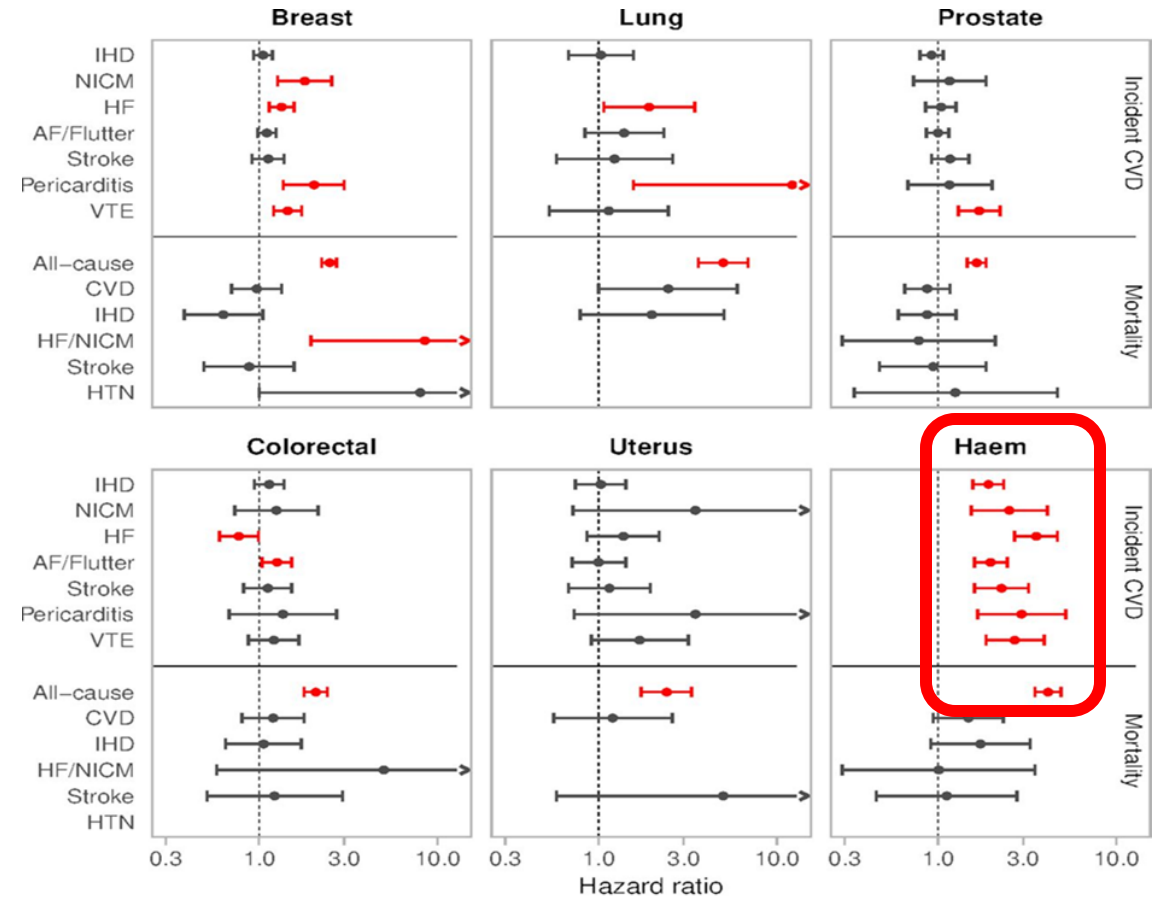 Breast Lung Prostate
IHD
NICM
HF
AF/Flutter
Stroke
Pericarditis
VTE
Incident CVD
All−cause
CVD
IHD
HF/NICM
Stroke
HTN
Mortality
Colorectal Uterus Haem
IHD
NICM
HF
AF/Flutter
Stroke
Pericarditis
VTE
Incident CVD
All−cause
CVD
IHD
HF/NICM
Stroke
HTN
Mortality
0.3 1.0 3.0 10.0 0.3 1.0 3.0 10.0 0.3 1.0 3.0 10.0
Hazard ratio